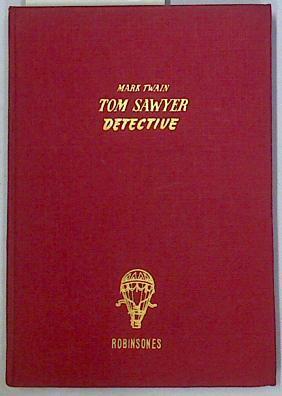 MARK TWAIN
TOM SAWYER
DETECTIVE
ROBINSONES